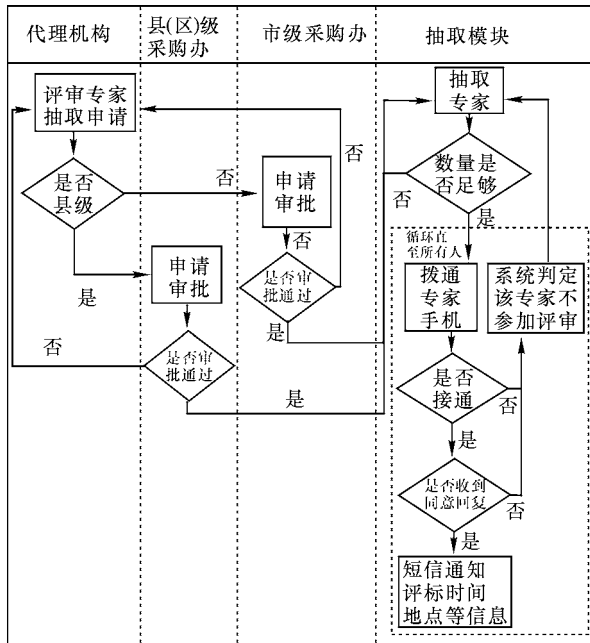 代理机构
县(区)级
采购办
市级采购办
抽取模块
评审专家
抽取申请
是否
县级
否
是
申请
审批
是否审
批通过
否
是
申请
审批
否
是否审
批通过
否
是
抽取
专家
数量是
否足够
否
是
循环直
至所有人
拨通
专家
手机
系统判定
该专家不
参加评审
是否
接通
否
是
是否收到
同意回复
否
是
短信通知
评标时间
地点等信息